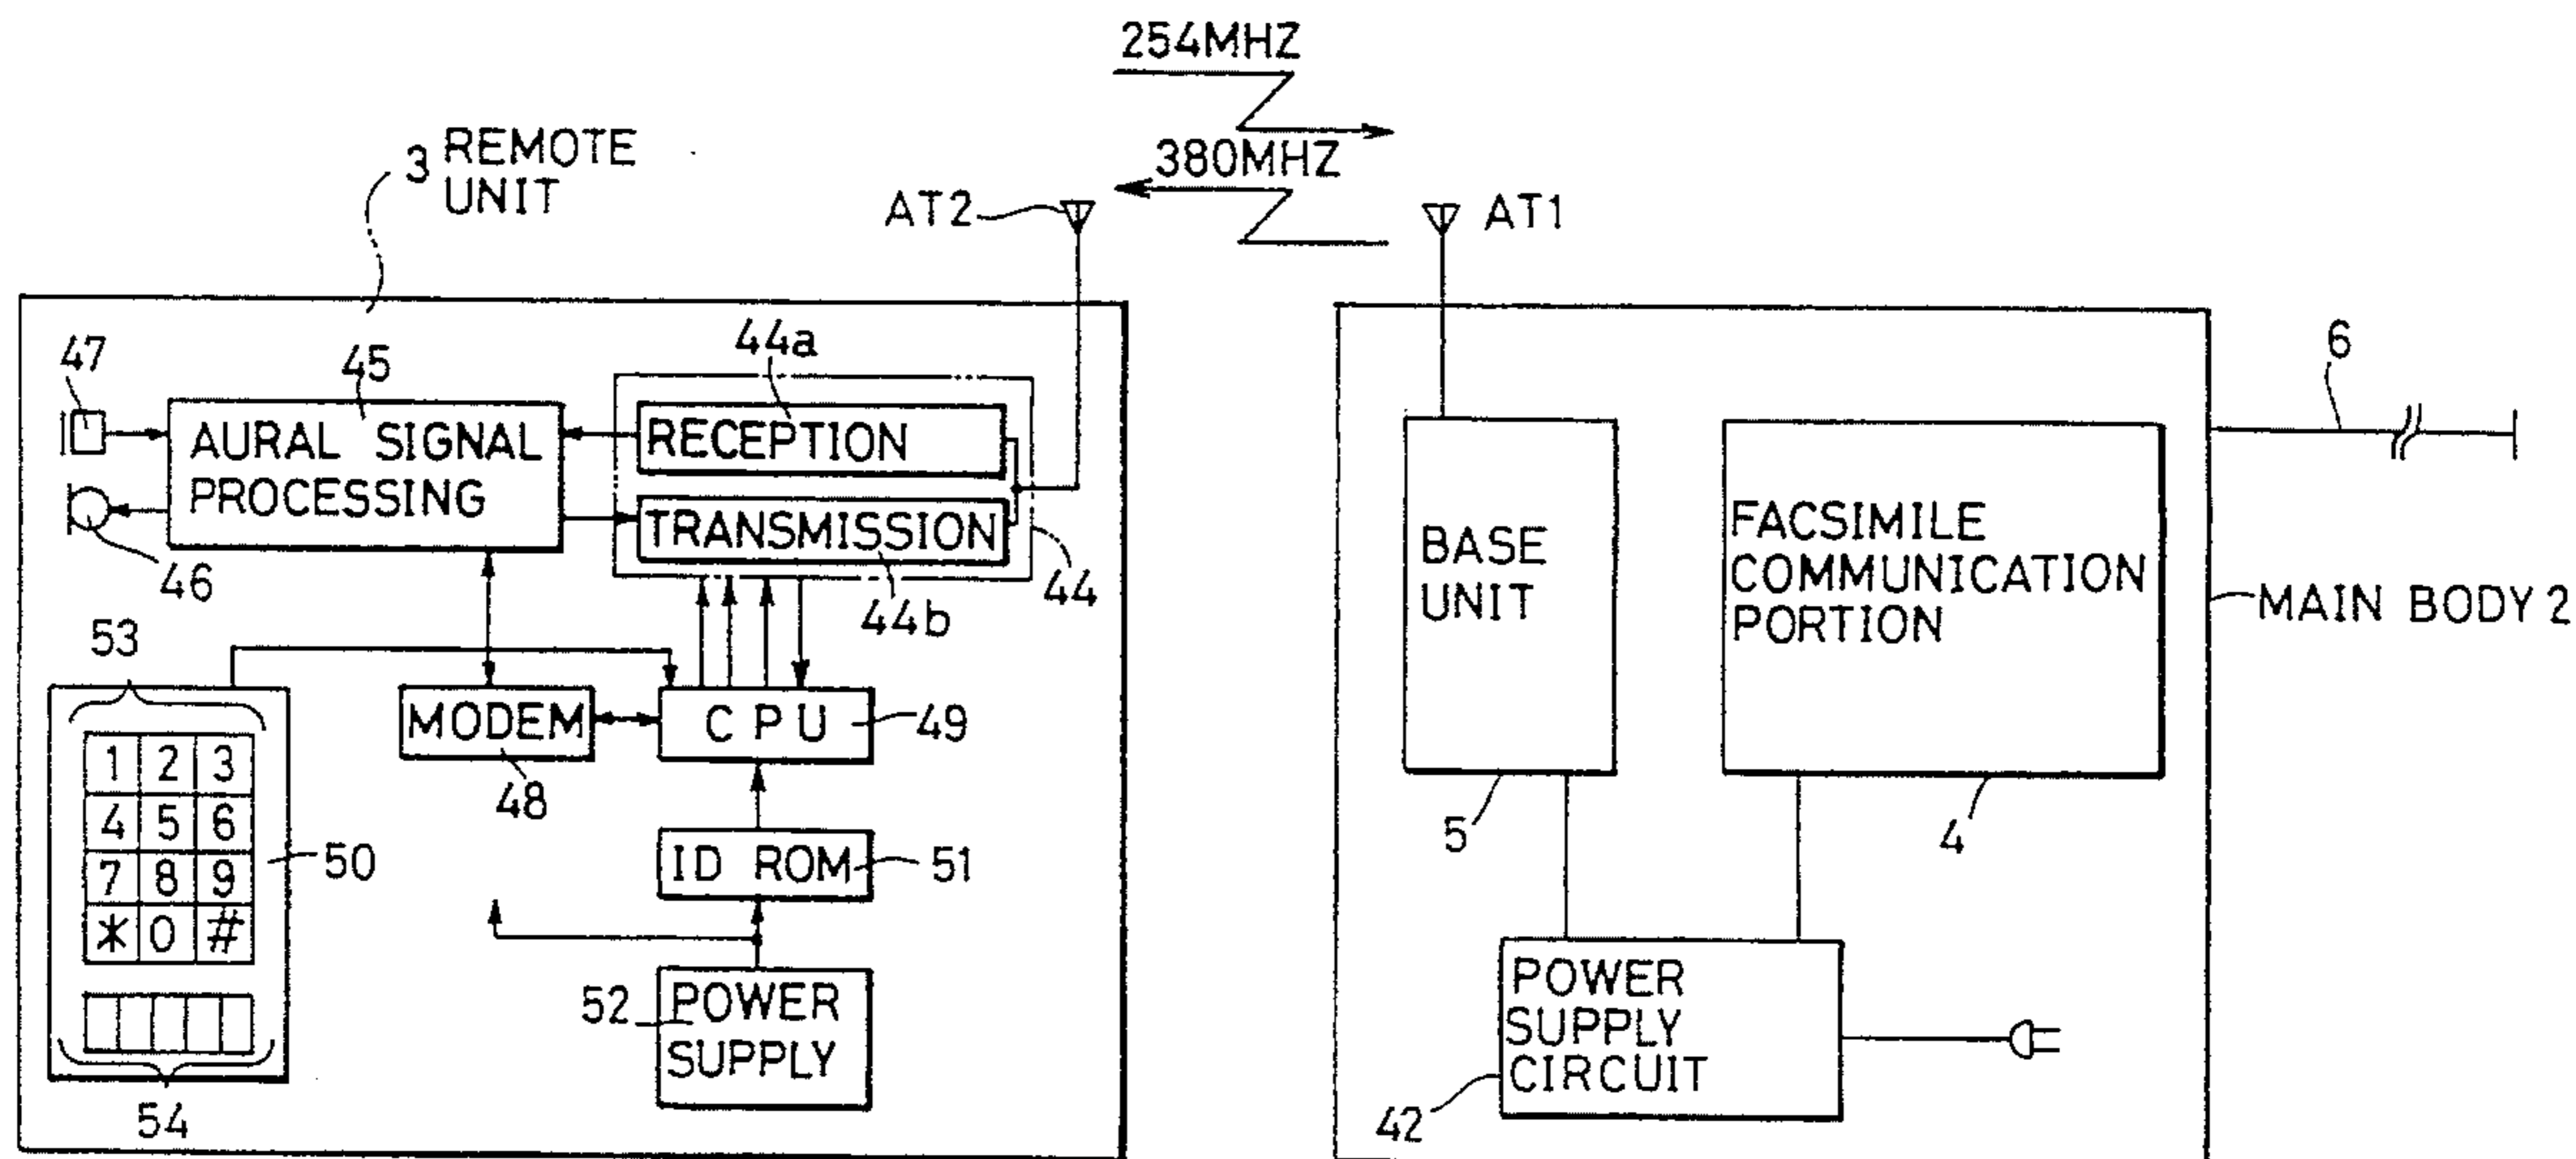 254MHZ
380MHZ
3 REMOTE
UNIT
AT2
AT1
47
45
44a
6
AURAL SIGNAL
PROCESSING
RECEPTION
TRANSMISSION
46
44b
44
BASE
UNIT
FACSIMILE
COMMUNICATION
PORTION
MAIN BODY 2
53
MODEM
48
CPU
49
1 2 3
4 5 6
7 8 9
* 0 #
50
ID ROM
51
5
4
52
POWER
SUPPLY
POWER
SUPPLY
CIRCUIT
42
54